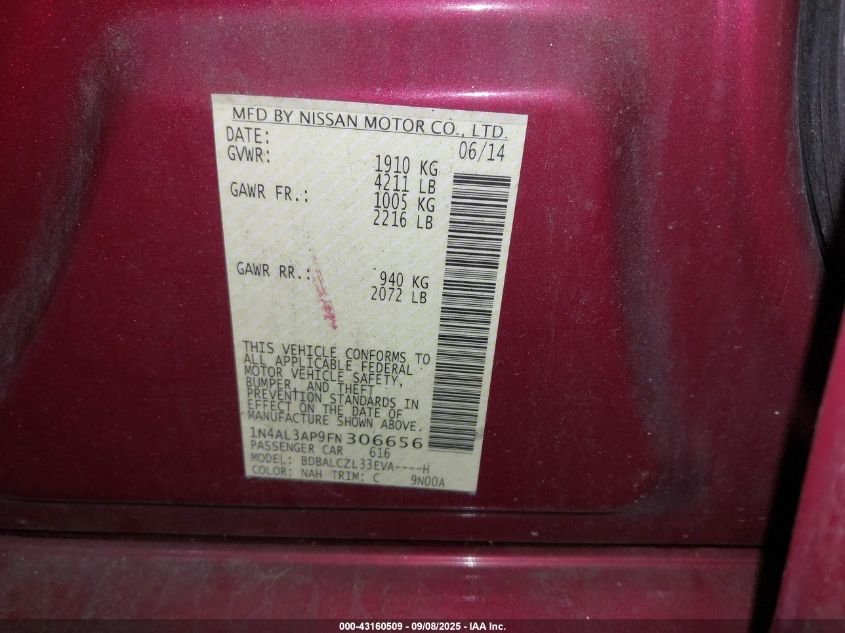 MFD BY NISSAN MOTOR CO., LTD.
DATE: 06/14
GVWR: 1910 KG
4211 LB
GAWR FR.: 1005 KG
2216 LB
GAWR RR.: 940 KG
2072 LB
THIS VEHICLE CONFORMS TO
ALL APPLICABLE FEDERAL
MOTOR VEHICLE SAFETY,
BUMPER, AND THEFT
PREVENTION STANDARDS IN
EFFECT ON THE DATE OF
MANUFACTURE SHOWN ABOVE.
1N4AL3AP9FN306656
PASSENGER CAR 616
MODEL: BDBALCZL33EVA----H
COLOR: NAH TRIM: C 9N00A
000-43160509 - 09/08/2025 - IAA Inc.